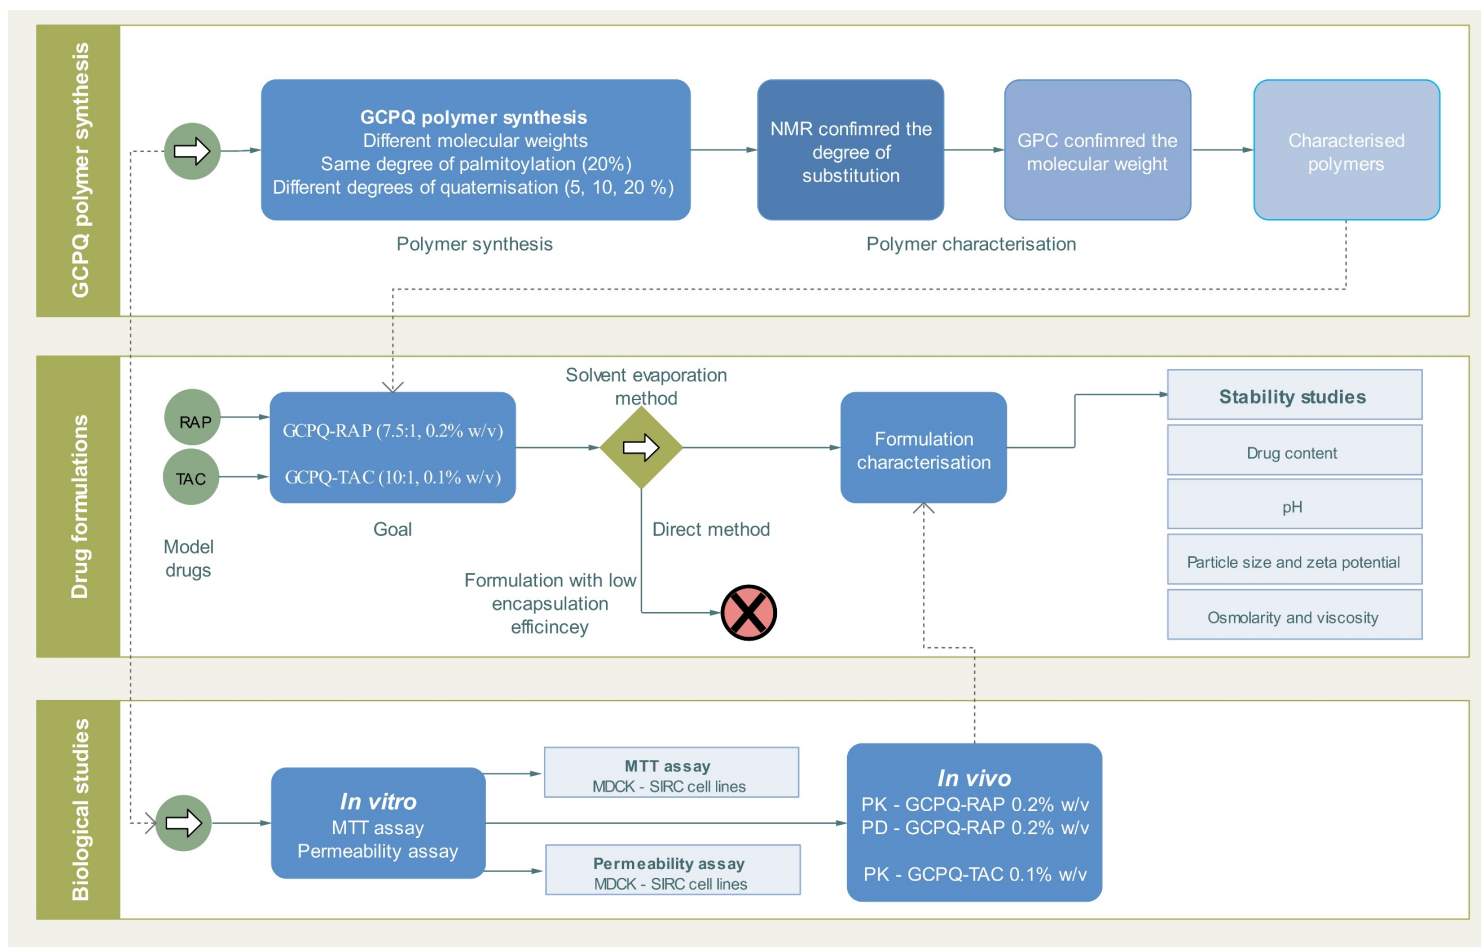 GCPQ polymer synthesis
GCPQ polymer synthesis
Different molecular weights
Same degree of palmitoylation (20%)
Different degrees of quaternisation (5, 10, 20 %)
NMR confimred the
degree of
substitution
GPC confimred the
molecular weight
Characterised
polymers
Polymer synthesis
Polymer characterisation
Drug formulations
RAP
TAC
Model
drugs
GCPQ-RAP (7.5:1, 0.2% w/v)
GCPQ-TAC (10:1, 0.1% w/v)
Goal
Solvent evaporation
method
Direct method
Formulation with low
encapsulation
efficincey
Formulation
characterisation
Stability studies
Drug content
pH
Particle size and zeta potential
Osmolarity and viscosity
Biological studies
In vitro
MTT assay
Permeability assay
MTT assay
MDCK - SIRC cell lines
Permeability assay
MDCK - SIRC cell lines
In vivo
PK - GCPQ-RAP 0.2% w/v
PD - GCPQ-RAP 0.2% w/v
PK - GCPQ-TAC 0.1% w/v